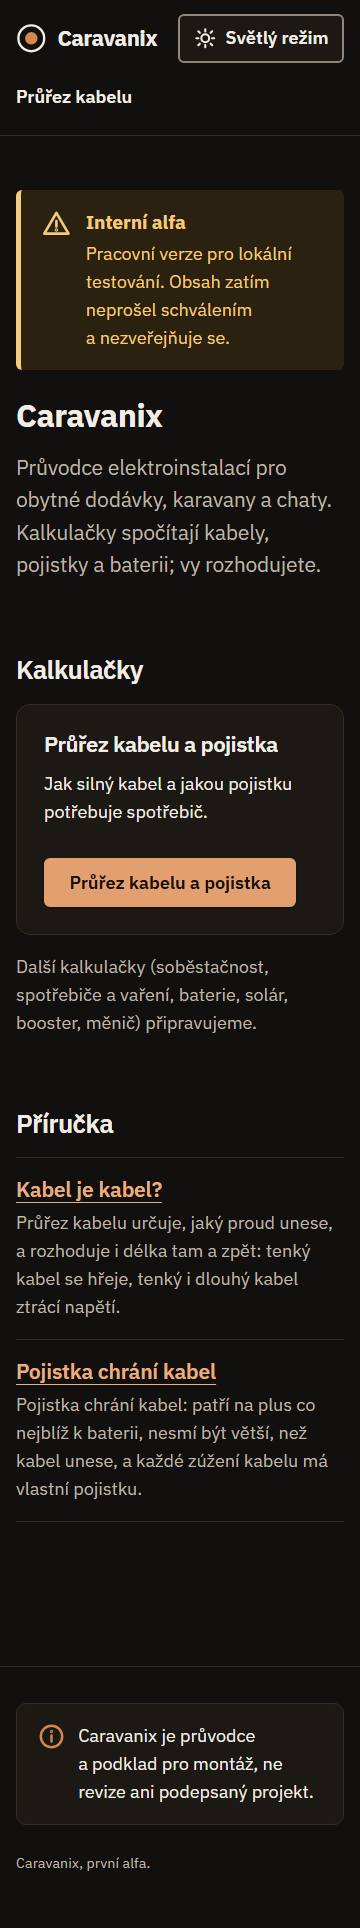 Caravanix
Světlý režim
Průřez kabelu
Interní alfa
Pracovní verze pro lokální
testování. Obsah zatím
neprošel schválením
a nezveřejňuje se.
Caravanix
Průvodce elektroinstalací pro
obytné dodávky, karavany a chaty.
Kalkulačky spočítají kabely,
pojistky a baterii; vy rozhodujete.
Kalkulačky
Průřez kabelu a pojistka
Jak silný kabel a jakou pojistku
potřebuje spotřebič.
Průřez kabelu a pojistka
Další kalkulačky (soběstačnost,
spotřebiče a vaření, baterie, solár,
booster, měnič) připravujeme.
Příručka
Kabel je kabel?
Průřez kabelu určuje, jaký proud unese,
a rozhoduje i délka tam a zpět: tenký
kabel se hřeje, tenký i dlouhý kabel
ztrácí napětí.
Pojistka chrání kabel
Pojistka chrání kabel: patří na plus co
nejblíž k baterii, nesmí být větší, než
kabel unese, a každé zúžení kabelu má
vlastní pojistku.
Caravanix je průvodce
a podklad pro montáž, ne
revize ani podepsaný projekt.
Caravanix, první alfa.